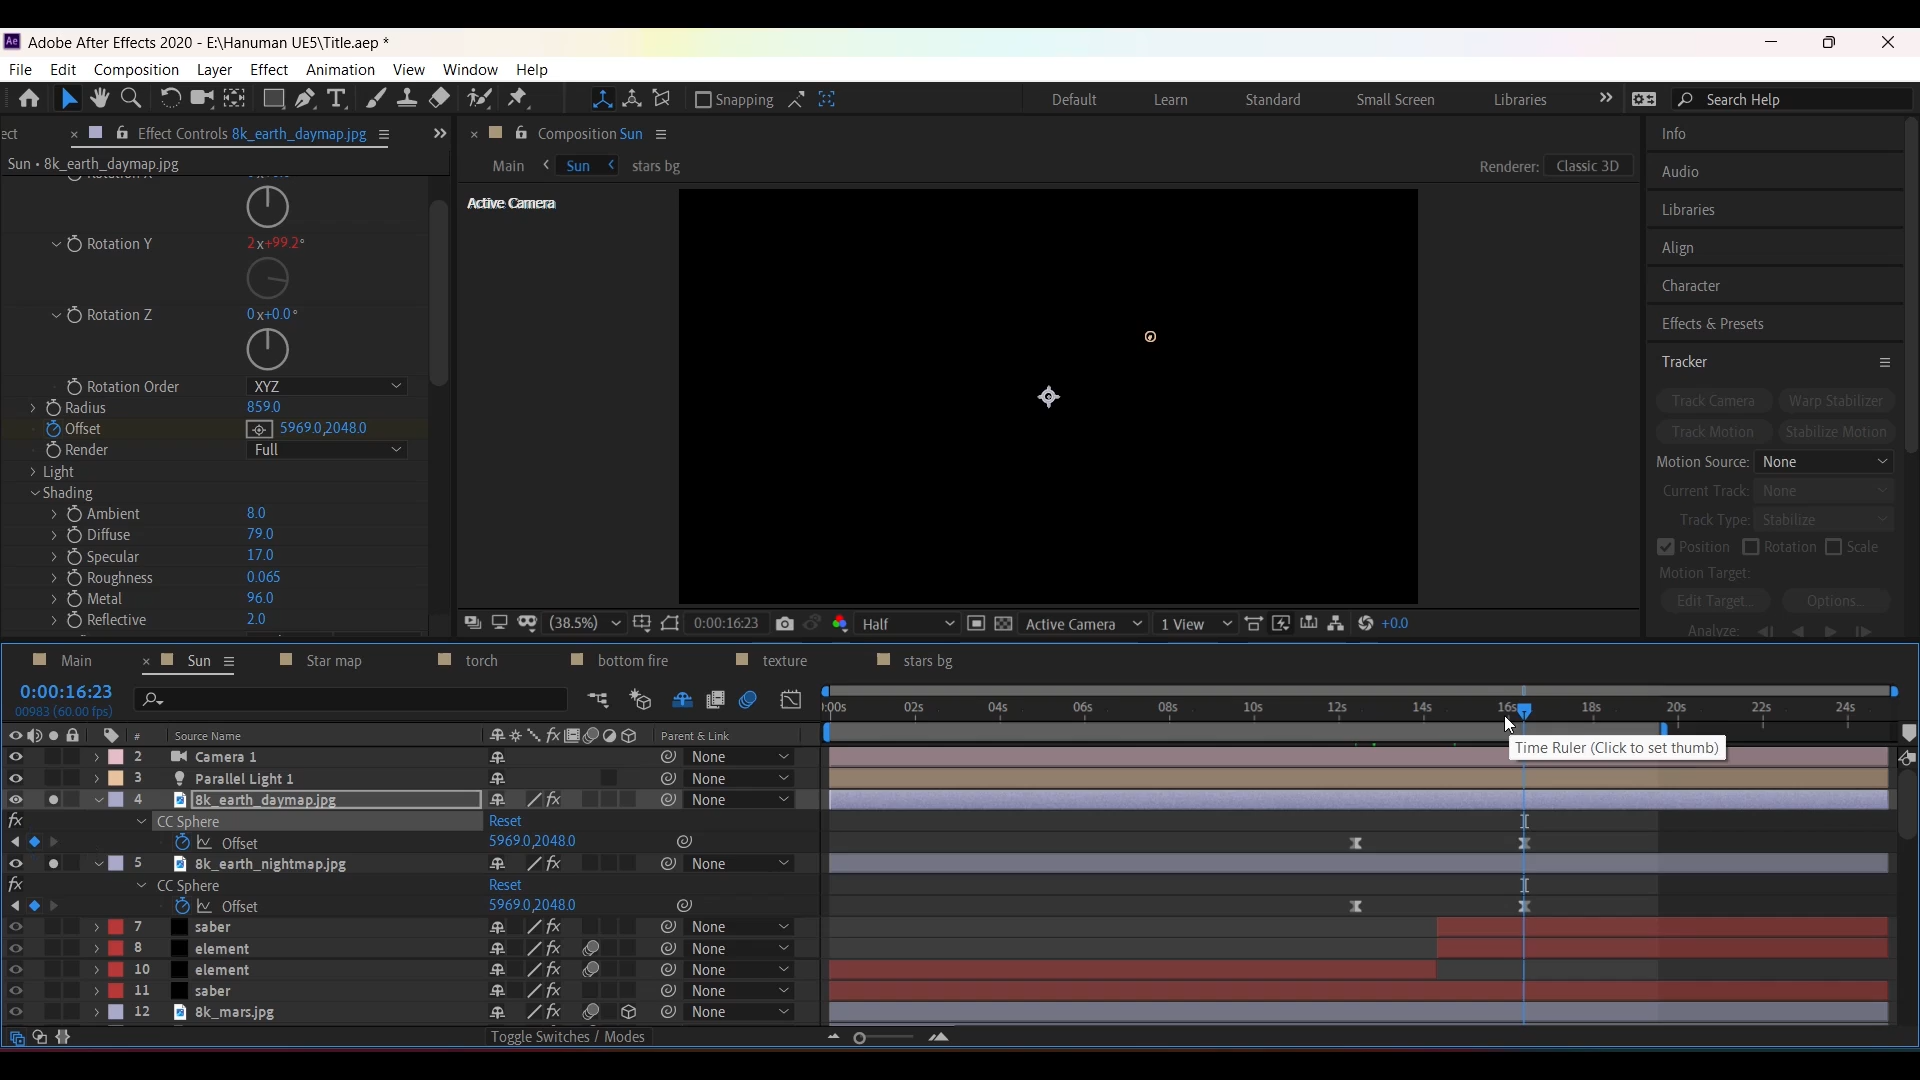 Ae Adobe After Effects 2020 - E:\Hanuman UE5\Title.aep *
File Edit Composition Layer Effect Animation View Window Help
Snapping Default Learn Standard Small Screen Libraries Search Help
ect × Effect Controls 8k_earth_daymap.jpg
× Composition Sun
Sun • 8k_earth_daymap.jpg
Main Sun stars bg
Renderer: Classic 3D
Active Camera
Rotation Y 2x+99.2°
Rotation Z 0x+0.0°
Rotation Order XYZ
Radius 859.0
Offset 5969.0,2048.0
Render Full
Light
Shading
Ambient 8.0
Diffuse 79.0
Specular 17.0
Roughness 0.065
Metal 96.0
Reflective 2.0
(38.5%) 0:00:16:23 Half Active Camera 1 View +0.0
Info
Audio
Libraries
Align
Character
Effects & Presets
Tracker
Track Camera Warp Stabilizer
Track Motion Stabilize Motion
Motion Source: None
Current Track: None
Track Type: Stabilize
Position Rotation Scale
Motion Target:
Edit Target... Options...
Analyze:
Main × Sun Star map torch bottom fire texture stars bg
0:00:16:23
00983 (60.00 fps)
:00s 02s 04s 06s 08s 10s 12s 14s 16s 18s 20s 22s 24s
# Source Name Parent & Link
Time Ruler (Click to set thumb)
2 Camera 1 None
3 Parallel Light 1 None
4 8k_earth_daymap.jpg None
fx CC Sphere Reset
Offset 5969.0,2048.0
5 8k_earth_nightmap.jpg None
fx CC Sphere Reset
Offset 5969.0,2048.0
7 saber None
8 element None
10 element None
11 saber None
12 8k_mars.jpg None
Toggle Switches / Modes